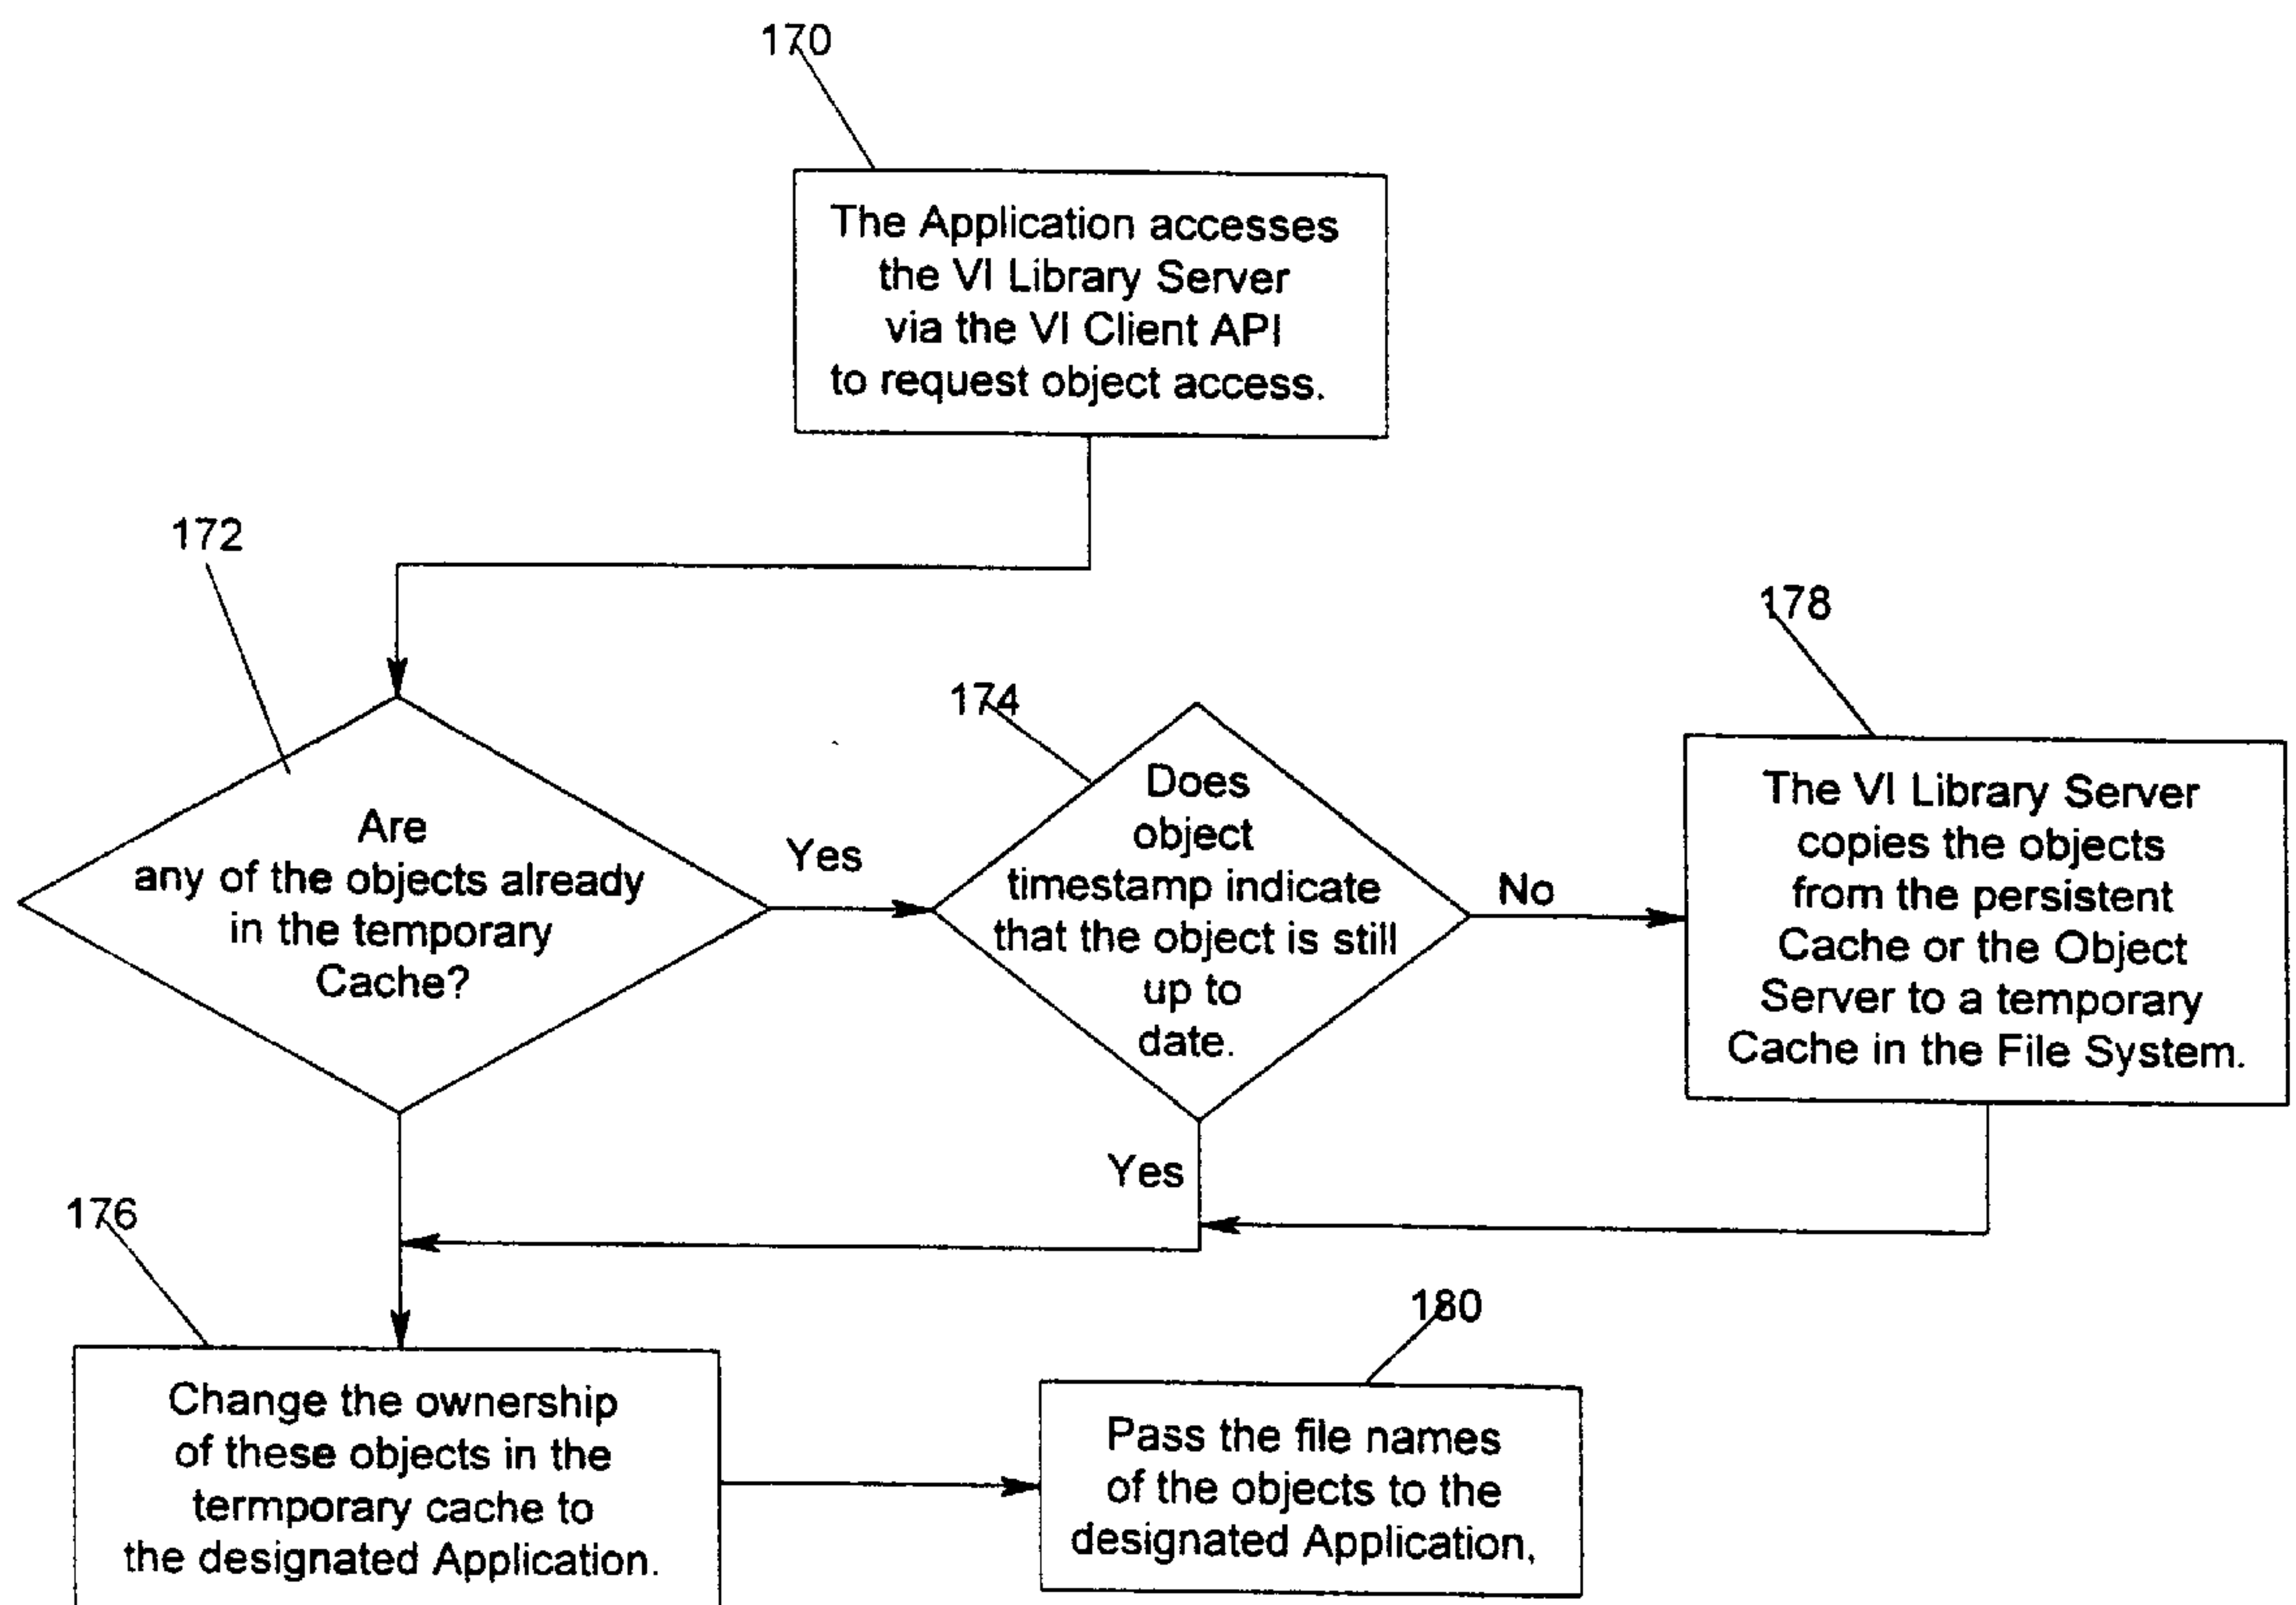 170
The Application accesses
the VI Library Server
via the VI Client API
to request object access.
172
Are
any of the objects already
in the temporary
Cache?
Yes
174
Does
object
timestamp indicate
that the object is still
up to
date.
No
178
The VI Library Server
copies the objects
from the persistent
Cache or the Object
Server to a temporary
Cache in the File System.
Yes
176
Change the ownership
of these objects in the
termporary cache to
the designated Application.
180
Pass the file names
of the objects to the
designated Application,